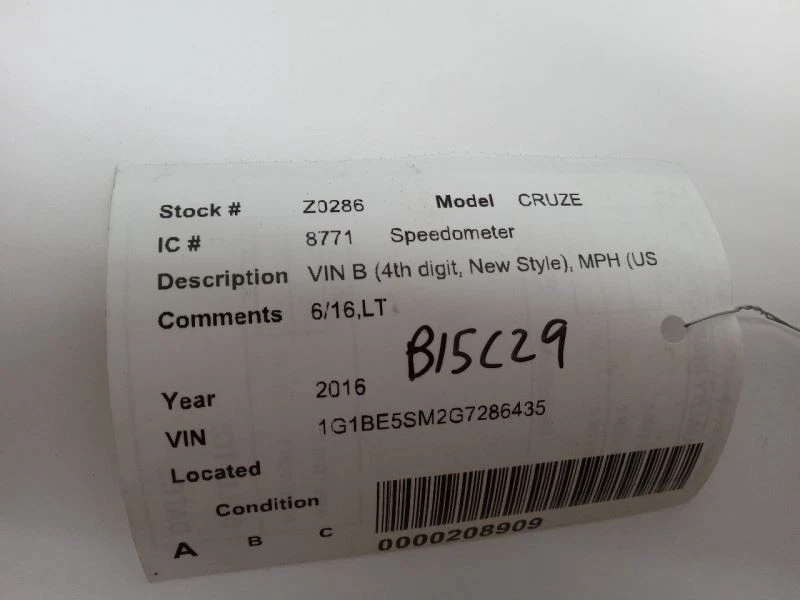 Stock # Z0286 Model CRUZE
IC # 8771 Speedometer
Description VIN B (4th digit, New Style), MPH (US
Comments 6/16,LT
B15C29
Year 2016
VIN 1G1BE5SM2G7286435
Located
Condition
A B C
0000208909